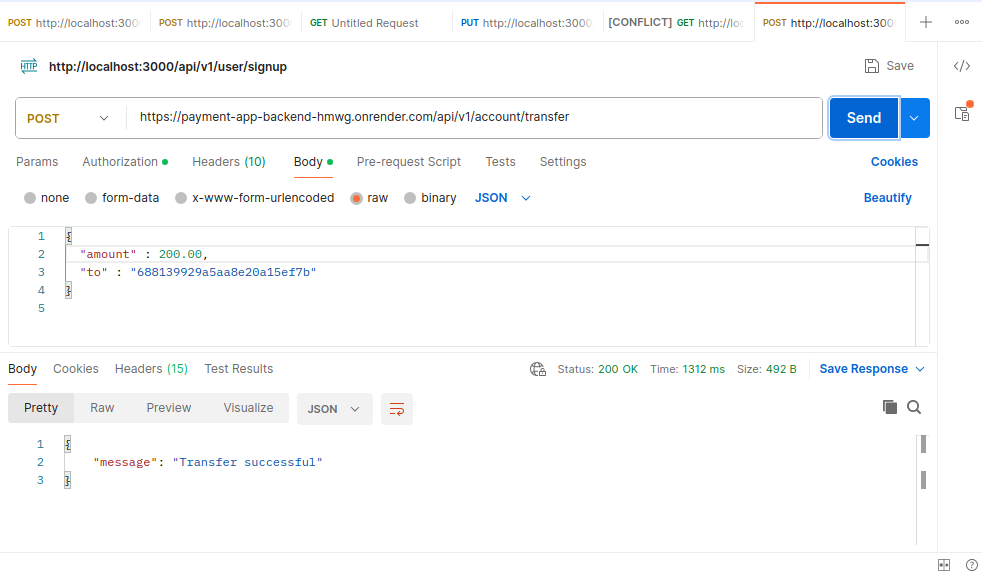 POST http://localhost:300 POST http://localhost:300 GET Untitled Request PUT http://localhost:3000 [CONFLICT] GET http://loc POST http://localhost:300
HTTP http://localhost:3000/api/v1/user/signup Save
POST https://payment-app-backend-hmwg.onrender.com/api/v1/account/transfer Send
Params Authorization Headers (10) Body Pre-request Script Tests Settings Cookies
none form-data x-www-form-urlencoded raw binary JSON Beautify
1 {
2 "amount" : 200.00,
3 "to" : "688139929a5aa8e20a15ef7b"
4 }
5
Body Cookies Headers (15) Test Results Status: 200 OK Time: 1312 ms Size: 492 B Save Response
Pretty Raw Preview Visualize JSON
1 {
2 "message": "Transfer successful"
3 }